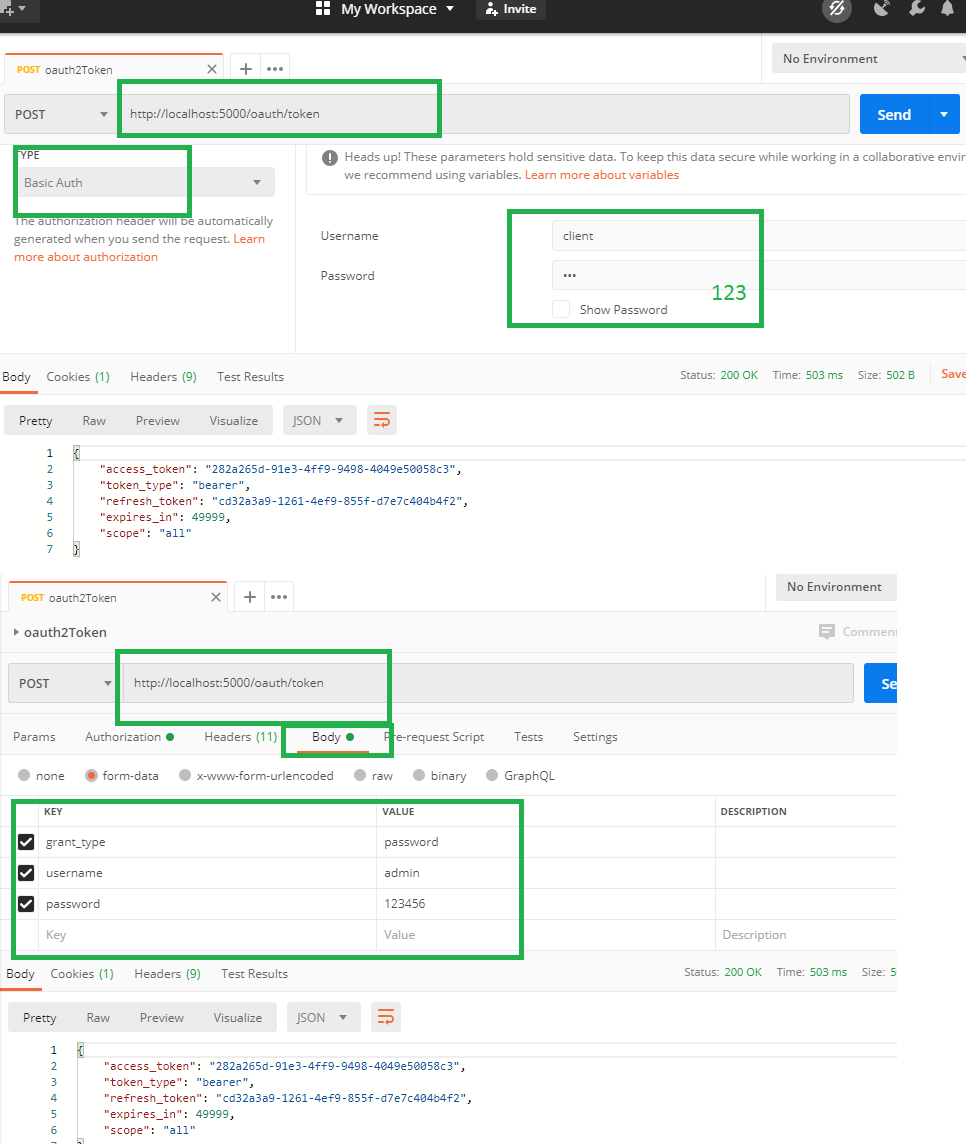 My Workspace Invite
No Environment
POST oauth2Token
POST http://localhost:5000/oauth/token Send
TYPE
Basic Auth
The authorization header will be automatically
generated when you send the request. Learn
more about authorization
Heads up! These parameters hold sensitive data. To keep this data secure while working in a collaborative envir
we recommend using variables. Learn more about variables
Username client
Password •••
123
Show Password
Body Cookies (1) Headers (9) Test Results Status: 200 OK Time: 503 ms Size: 502 B Save
Pretty Raw Preview Visualize JSON
1 {
2 "access_token": "282a265d-91e3-4ff9-9498-4049e50058c3",
3 "token_type": "bearer",
4 "refresh_token": "cd32a3a9-1261-4ef9-855f-d7e7c404b4f2",
5 "expires_in": 49999,
6 "scope": "all"
7 }
No Environment
POST oauth2Token
oauth2Token Commen
POST http://localhost:5000/oauth/token Se
Params Authorization Headers (11) Body Pre-request Script Tests Settings
none form-data x-www-form-urlencoded raw binary GraphQL
KEY VALUE DESCRIPTION
grant_type password
username admin
password 123456
Key Value Description
Body Cookies (1) Headers (9) Test Results Status: 200 OK Time: 503 ms Size: 5
Pretty Raw Preview Visualize JSON
1 {
2 "access_token": "282a265d-91e3-4ff9-9498-4049e50058c3",
3 "token_type": "bearer",
4 "refresh_token": "cd32a3a9-1261-4ef9-855f-d7e7c404b4f2",
5 "expires_in": 49999,
6 "scope": "all"
7 }